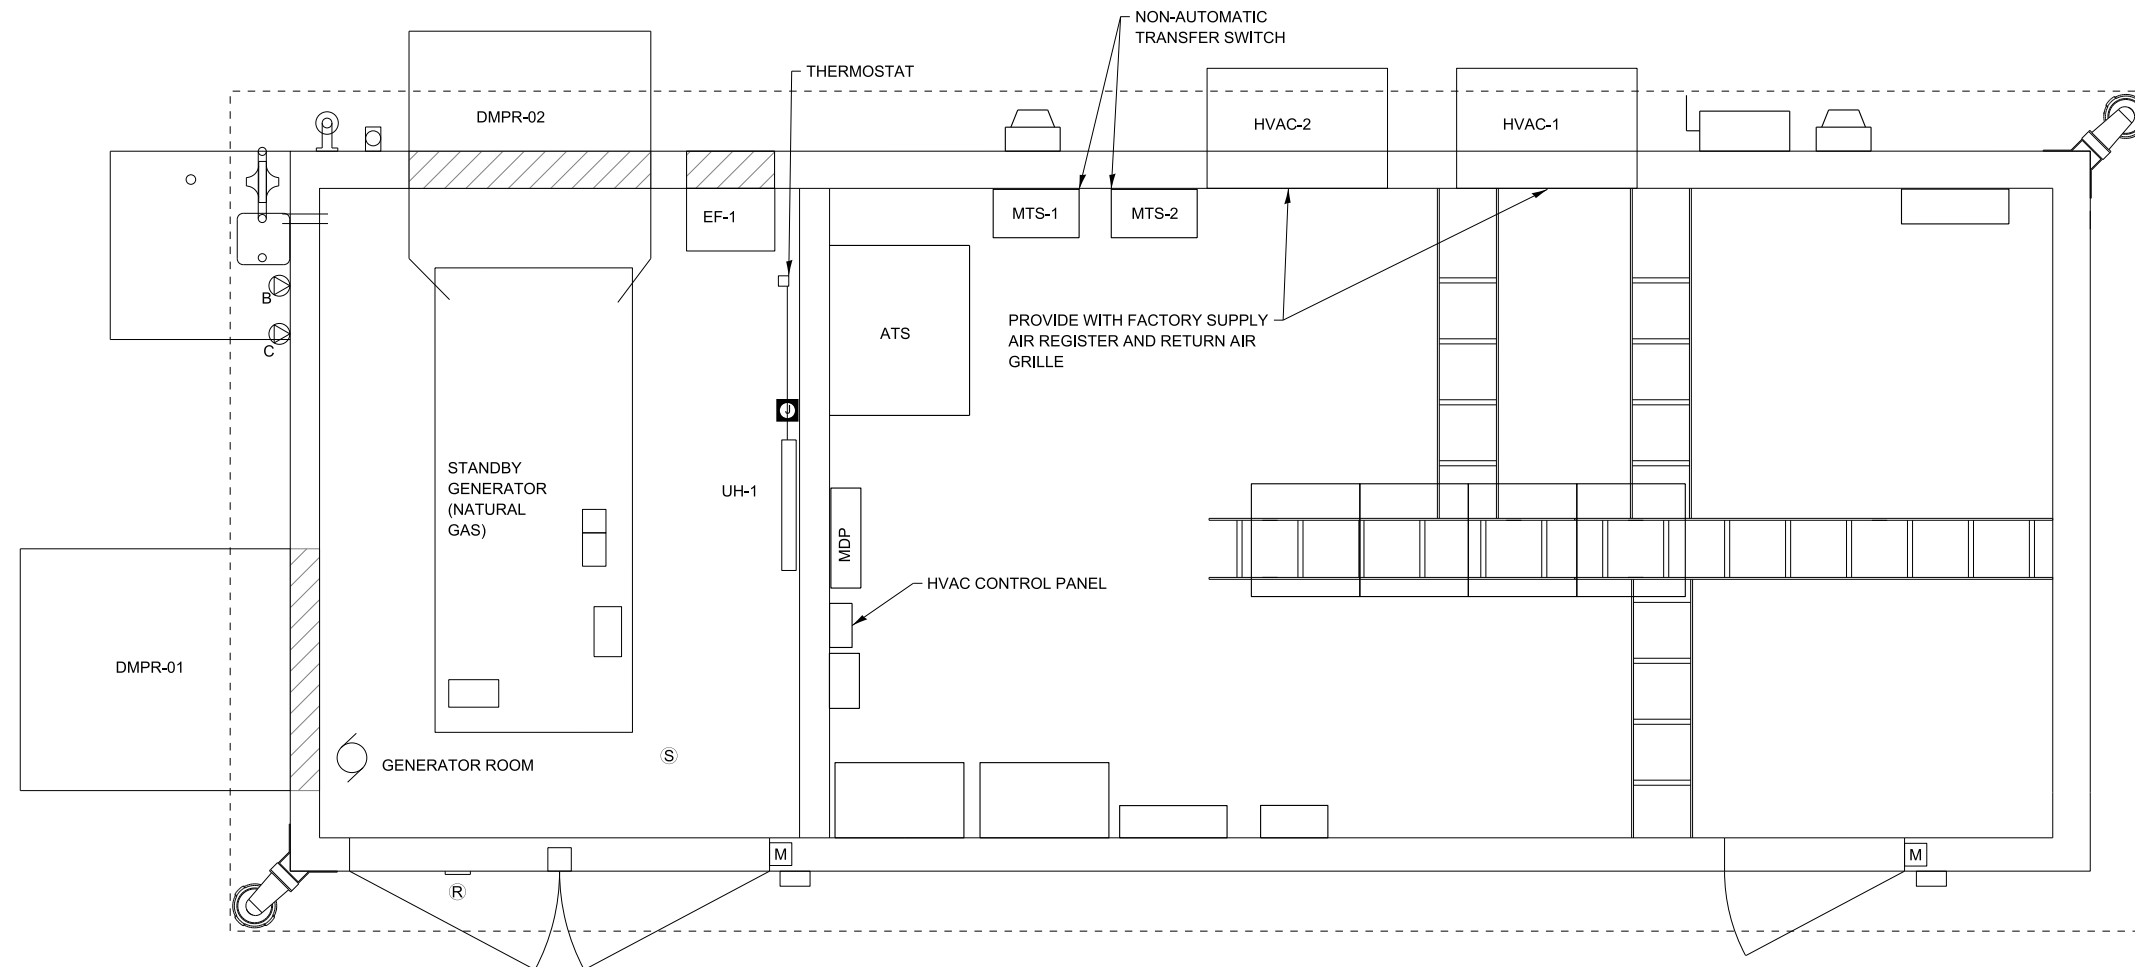 NON-AUTOMATIC
TRANSFER SWITCH
THERMOSTAT
DMPR-02
HVAC-2
HVAC-1
EF-1
MTS-1
MTS-2
B
C
PROVIDE WITH FACTORY SUPPLY
AIR REGISTER AND RETURN AIR
GRILLE
ATS
J
STANDBY
GENERATOR
(NATURAL
GAS)
UH-1
MDP
HVAC CONTROL PANEL
DMPR-01
GENERATOR ROOM
S
M
M
R